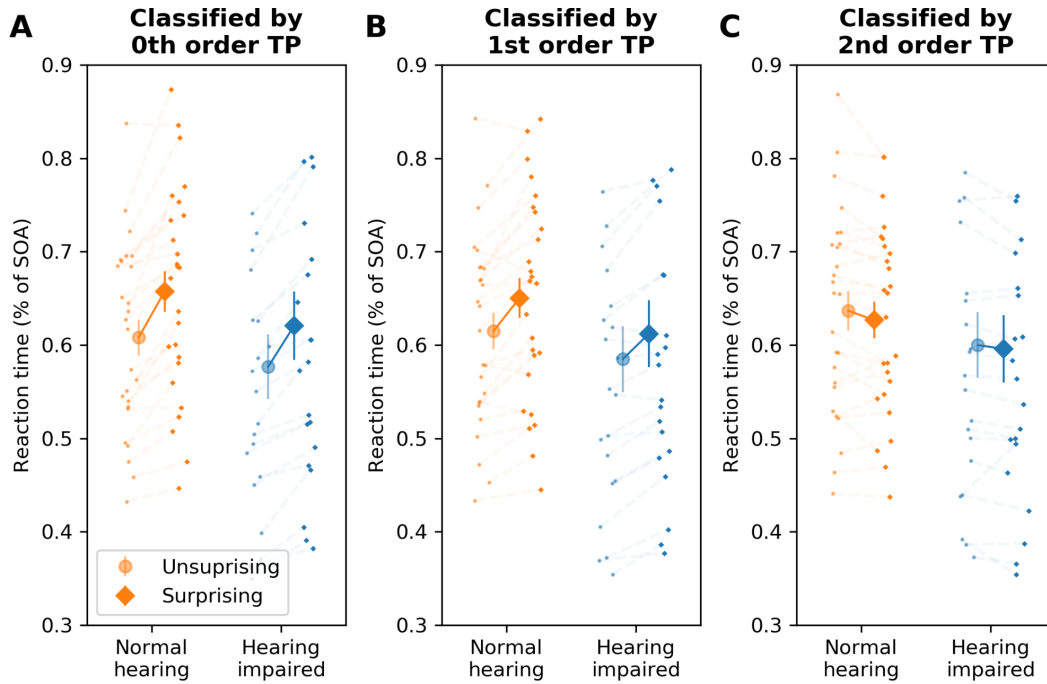 A
Classified by
0th order TP
Reaction time (% of SOA)
0.9
0.8
0.7
0.6
0.5
0.4
0.3
Unsuprising
Surprising
Normal
hearing
Hearing
impaired
B
Classified by
1st order TP
Reaction time (% of SOA)
0.9
0.8
0.7
0.6
0.5
0.4
0.3
Normal
hearing
Hearing
impaired
C
Classified by
2nd order TP
Reaction time (% of SOA)
0.9
0.8
0.7
0.6
0.5
0.4
0.3
Normal
hearing
Hearing
impaired